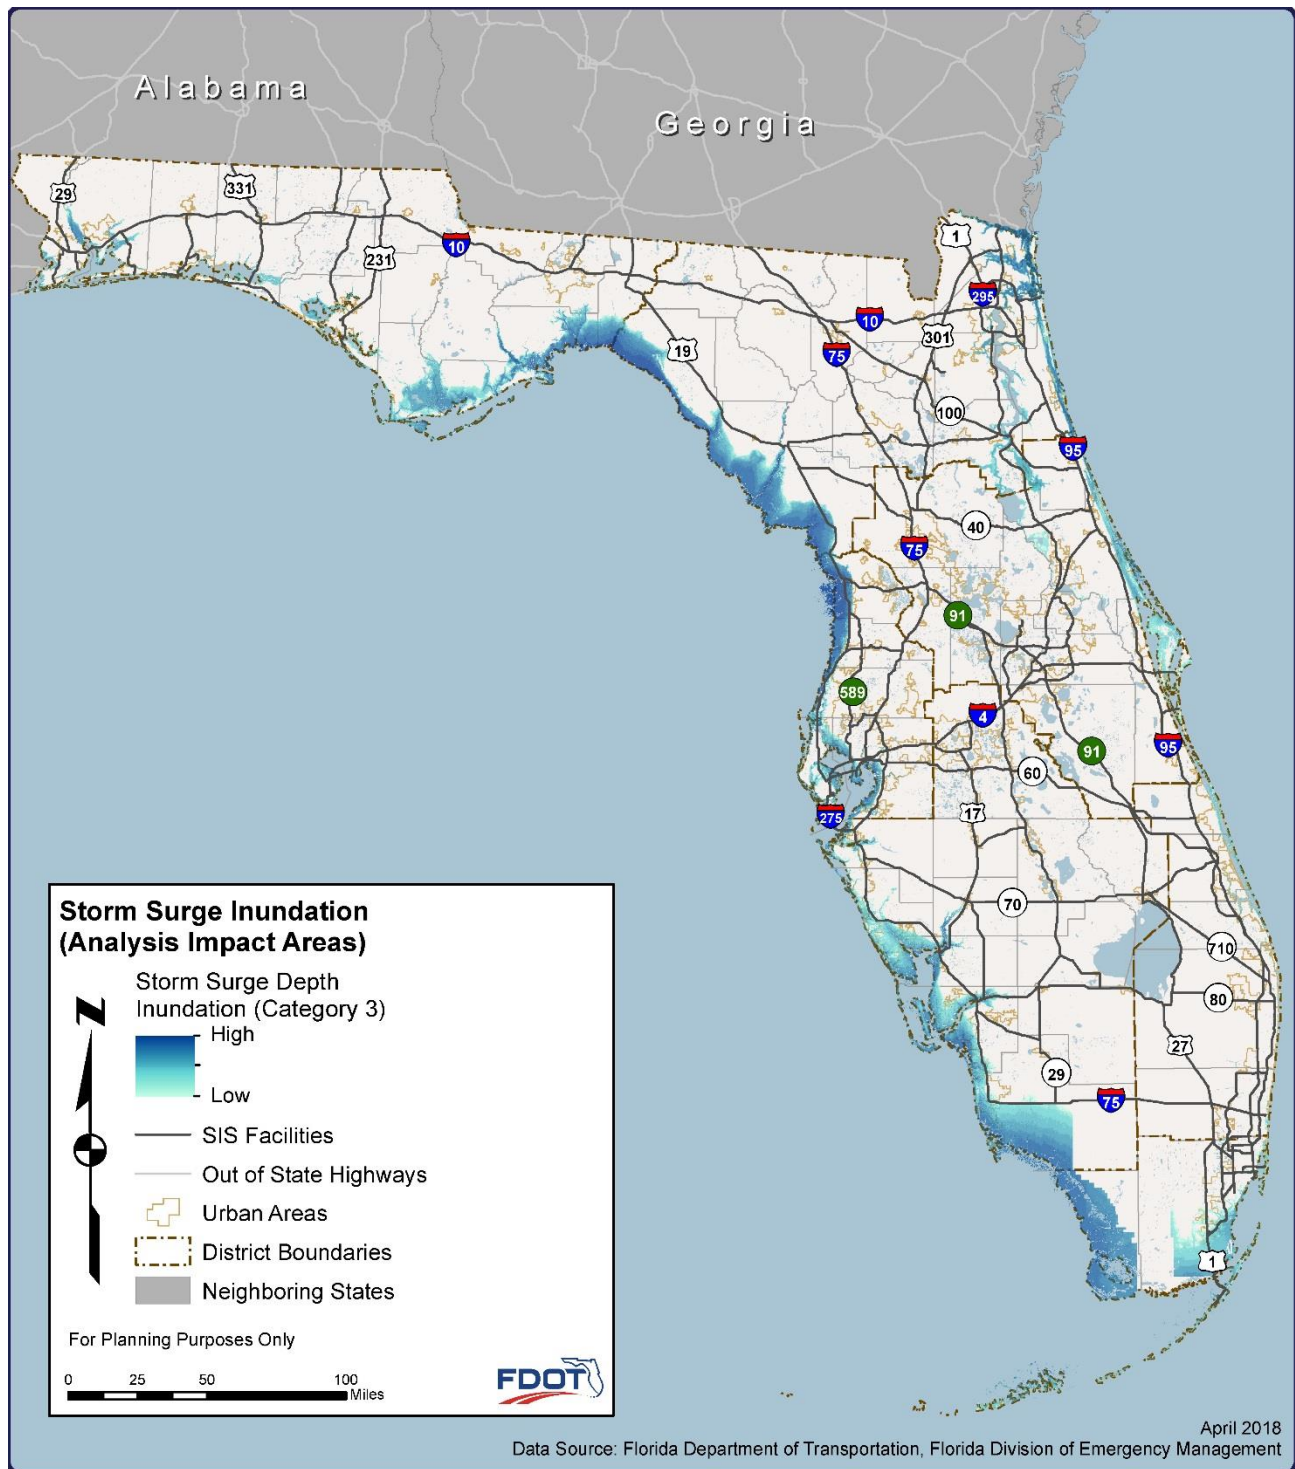 Alabama
Georgia
29
331
1
10
231
295
10
301
19
75
100
95
40
75
91
589
4
95
91
60
275
17
70
710
80
27
29
75
1
Storm Surge Inundation
(Analysis Impact Areas)
Storm Surge Depth
Inundation (Category 3)
High
Low
N
SIS Facilities
Out of State Highways
Urban Areas
District Boundaries
Neighboring States
For Planning Purposes Only
0 25 50 100
Miles
FDOT
April 2018
Data Source: Florida Department of Transportation, Florida Division of Emergency Management